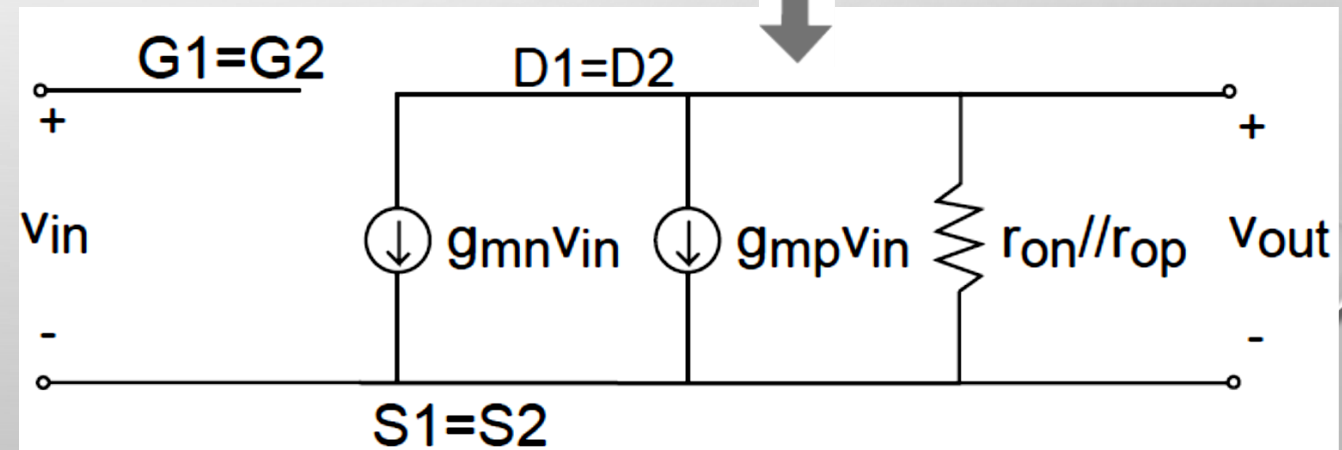 G1=G2
D1=D2
+
+
vin
gmnvin
gmpvin
ron//rop
vout
-
-
S1=S2